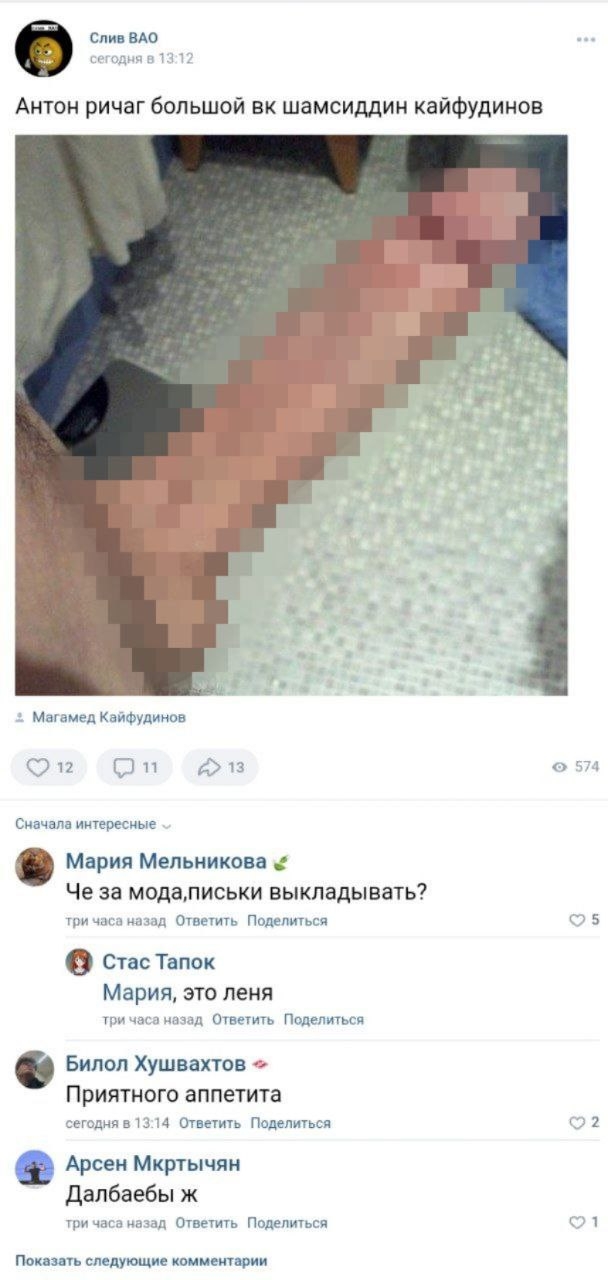 Слив ВАО
сегодня в 13:12
Антон ричаг большой вк шамсиддин кайфудинов
Магамед Кайфудинов
12 11 13 574
Сначала интересные
Мария Мельникова
Че за мода,письки выкладывать?
три часа назад Ответить Поделиться 5
Стас Тапок
Мария, это леня
три часа назад Ответить Поделиться
Билол Хушвахтов
Приятного аппетита
сегодня в 13:14 Ответить Поделиться 2
Арсен Мкртычян
Далбаебы ж
три часа назад Ответить Поделиться 1
Показать следующие комментарии